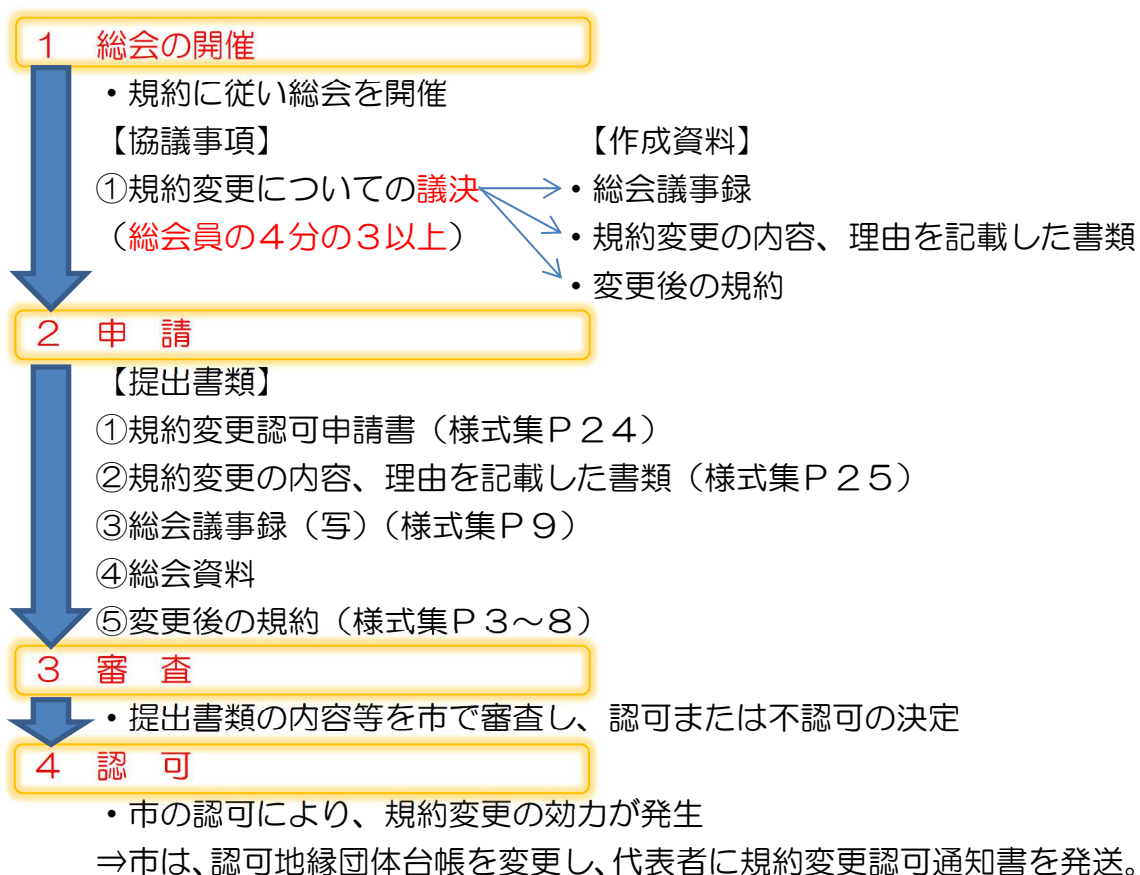 １　総会の開催
・規約に従い総会を開催
【協議事項】　【作成資料】
①規約変更についての議決　・総会議事録
（総会員の４分の３以上）　・規約変更の内容、理由を記載した書類
・変更後の規約
２　申　請
【提出書類】
①規約変更認可申請書（様式集Ｐ２４）
②規約変更の内容、理由を記載した書類（様式集Ｐ２５）
③総会議事録（写）（様式集Ｐ９）
④総会資料
⑤変更後の規約（様式集Ｐ３～８）
３　審　査
・提出書類の内容等を市で審査し、認可または不認可の決定
４　認　可
・市の認可により、規約変更の効力が発生
⇒市は、認可地縁団体台帳を変更し、代表者に規約変更認可通知書を発送。